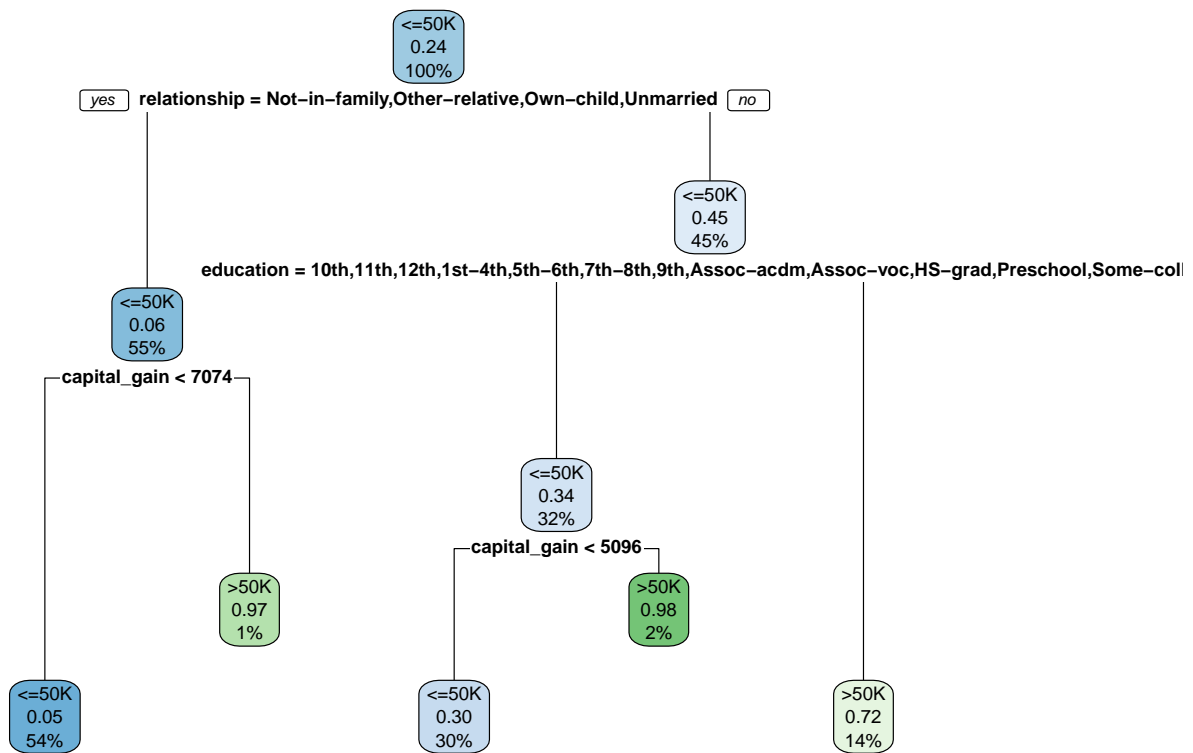 <=50K
0.24
100%
yes relationship = Not−in−family,Other−relative,Own−child,Unmarried no
<=50K
0.45
45%
education = 10th,11th,12th,1st−4th,5th−6th,7th−8th,9th,Assoc−acdm,Assoc−voc,HS−grad,Preschool,Some−coll
<=50K
0.06
55%
capital_gain < 7074
<=50K
0.34
32%
capital_gain < 5096
>50K
0.97
1%
>50K
0.98
2%
<=50K
0.05
54%
<=50K
0.30
30%
>50K
0.72
14%